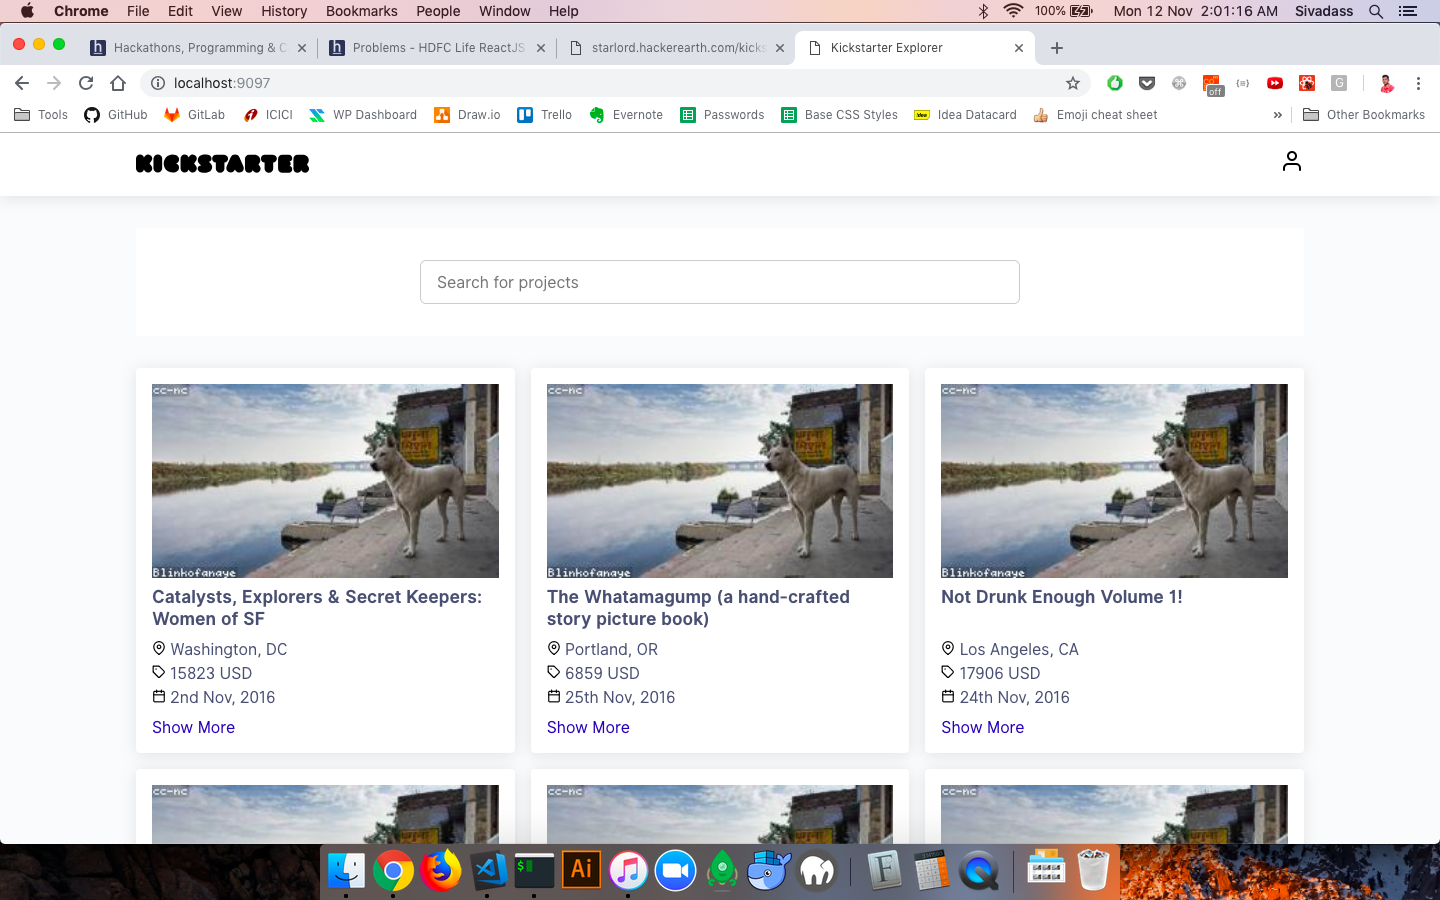 Chrome File Edit View History Bookmarks People Window Help 100% Mon 12 Nov 2:01:16 AM Sivadass
Hackathons, Programming & C Problems - HDFC Life ReactJS starlord.hackerearth.com/kicks Kickstarter Explorer
localhost:9097 off G
Tools GitHub GitLab ICICI WP Dashboard Draw.io Trello Evernote Passwords Base CSS Styles Idea Datacard Emoji cheat sheet » Other Bookmarks
KICKSTARTER
Search for projects
cc-nc cc-nc cc-nc
Blinkofanaye Blinkofanaye Blinkofanaye
Catalysts, Explorers & Secret Keepers:
Women of SF
Washington, DC
15823 USD
2nd Nov, 2016
Show More
The Whatamagump (a hand-crafted
story picture book)
Portland, OR
6859 USD
25th Nov, 2016
Show More
Not Drunk Enough Volume 1!
Los Angeles, CA
17906 USD
24th Nov, 2016
Show More
cc-nc cc-nc cc-nc
$ Ai F